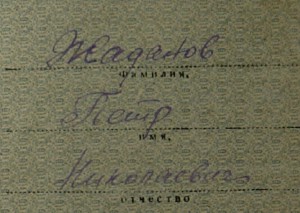 Жаданов
фамилия,
Петр
имя,
Николаевич
отчество